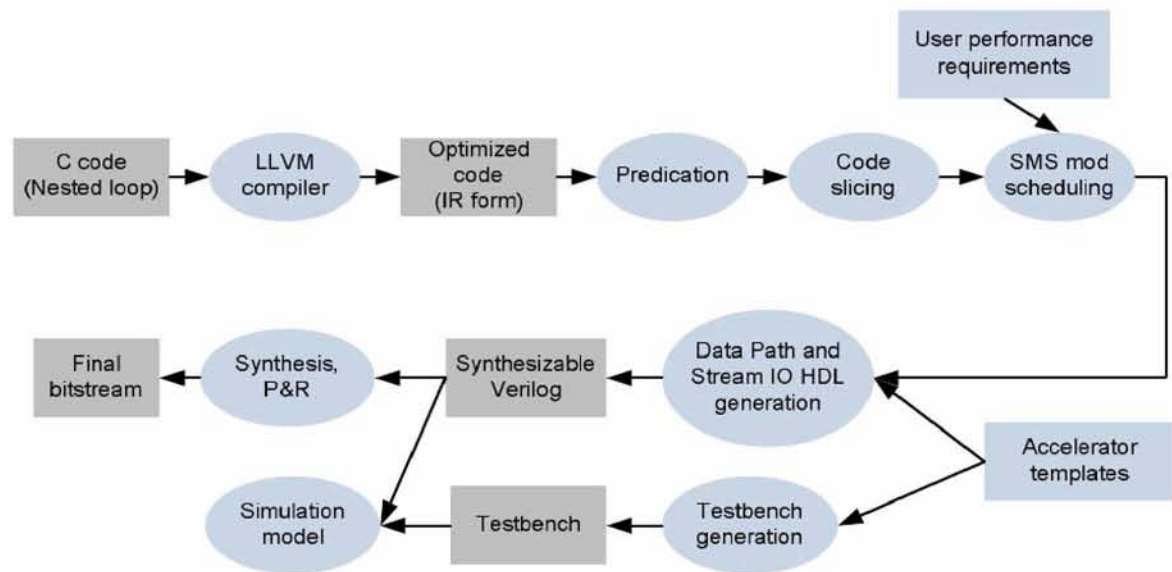 User performance
requirements
C code
(Nested loop)
LLVM
compiler
Optimized
code
(IR form)
Predication
Code
slicing
SMS mod
scheduling
Final
bitstream
Synthesis,
P&R
Synthesizable
Verilog
Data Path and
Stream IO HDL
generation
Accelerator
templates
Simulation
model
Testbench
Testbench
generation